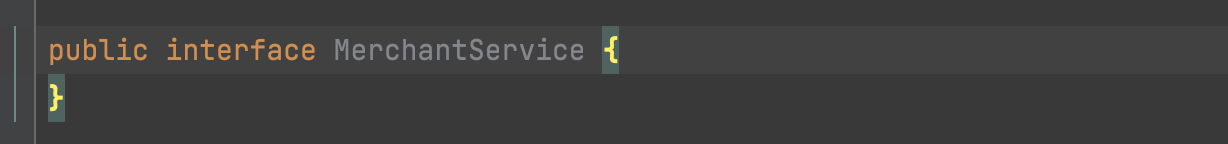 public interface MerchantService {
}